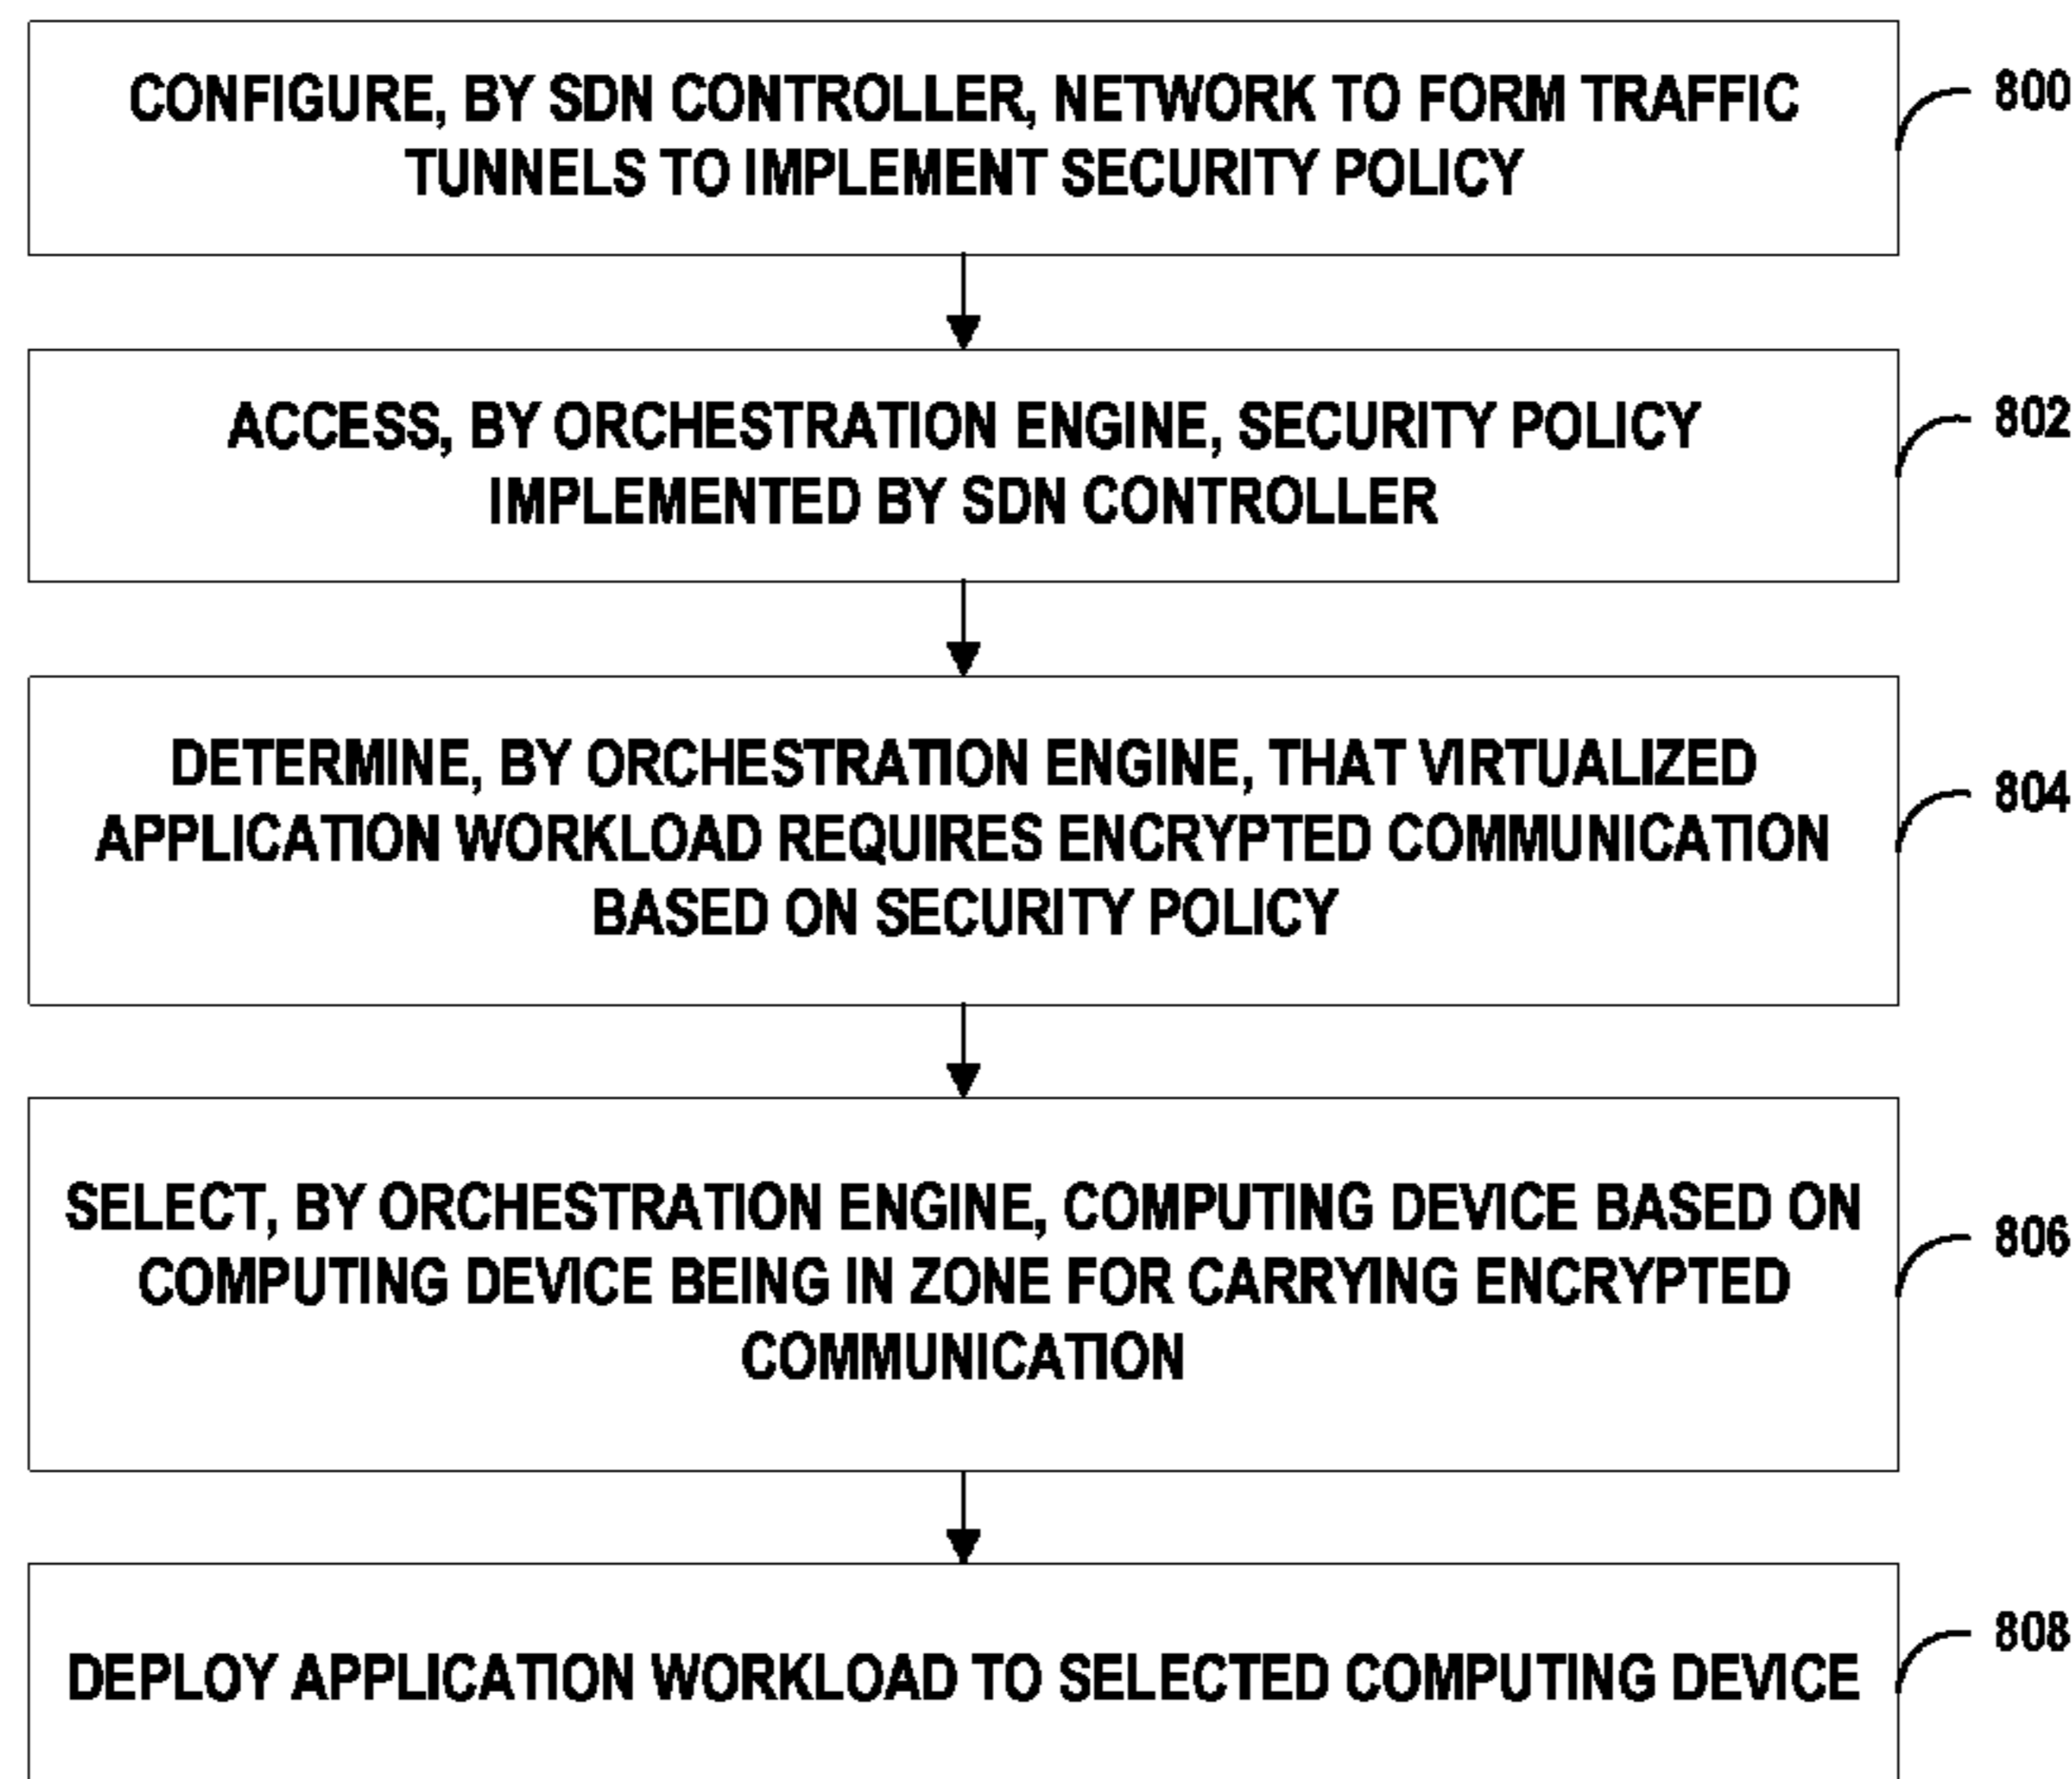 CONFIGURE, BY SDN CONTROLLER, NETWORK TO FORM TRAFFIC
TUNNELS TO IMPLEMENT SECURITY POLICY
800
ACCESS, BY ORCHESTRATION ENGINE, SECURITY POLICY
IMPLEMENTED BY SDN CONTROLLER
802
DETERMINE, BY ORCHESTRATION ENGINE, THAT VIRTUALIZED
APPLICATION WORKLOAD REQUIRES ENCRYPTED COMMUNICATION
BASED ON SECURITY POLICY
804
SELECT, BY ORCHESTRATION ENGINE, COMPUTING DEVICE BASED ON
COMPUTING DEVICE BEING IN ZONE FOR CARRYING ENCRYPTED
COMMUNICATION
806
DEPLOY APPLICATION WORKLOAD TO SELECTED COMPUTING DEVICE
808